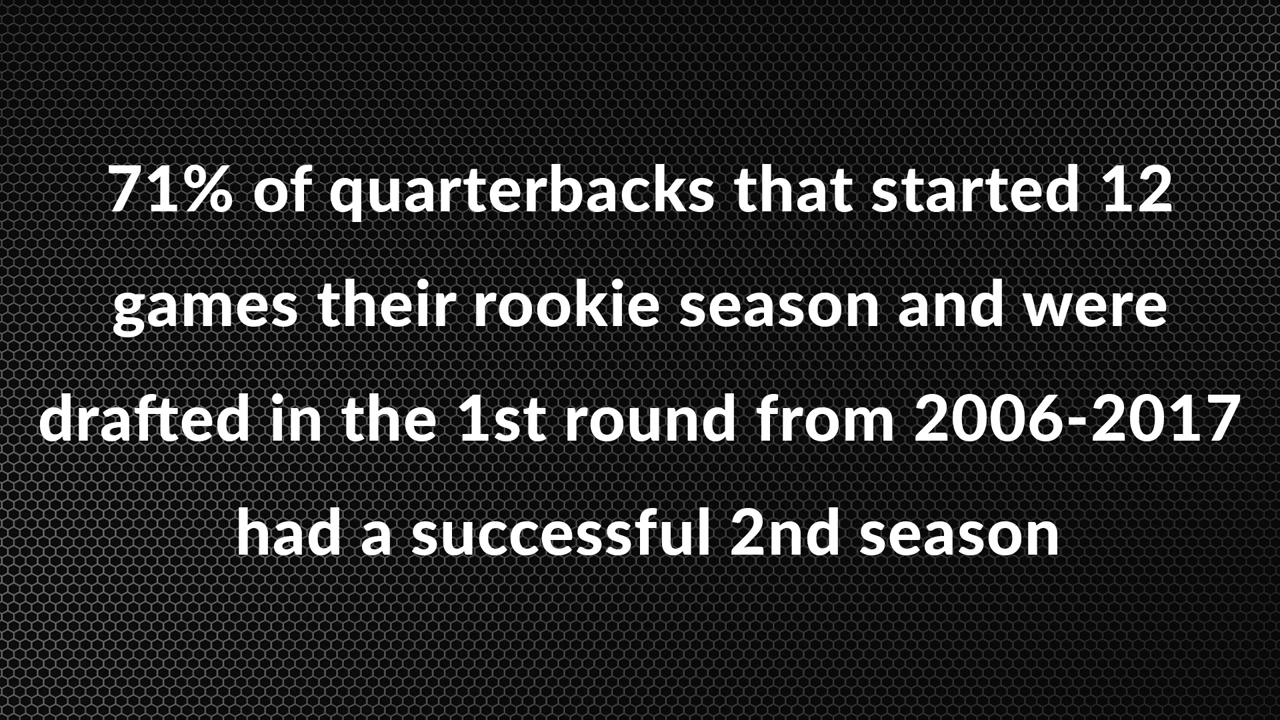 71% of quarterbacks that started 12
games their rookie season and were
drafted in the 1st round from 2006-2017
had a successful 2nd season